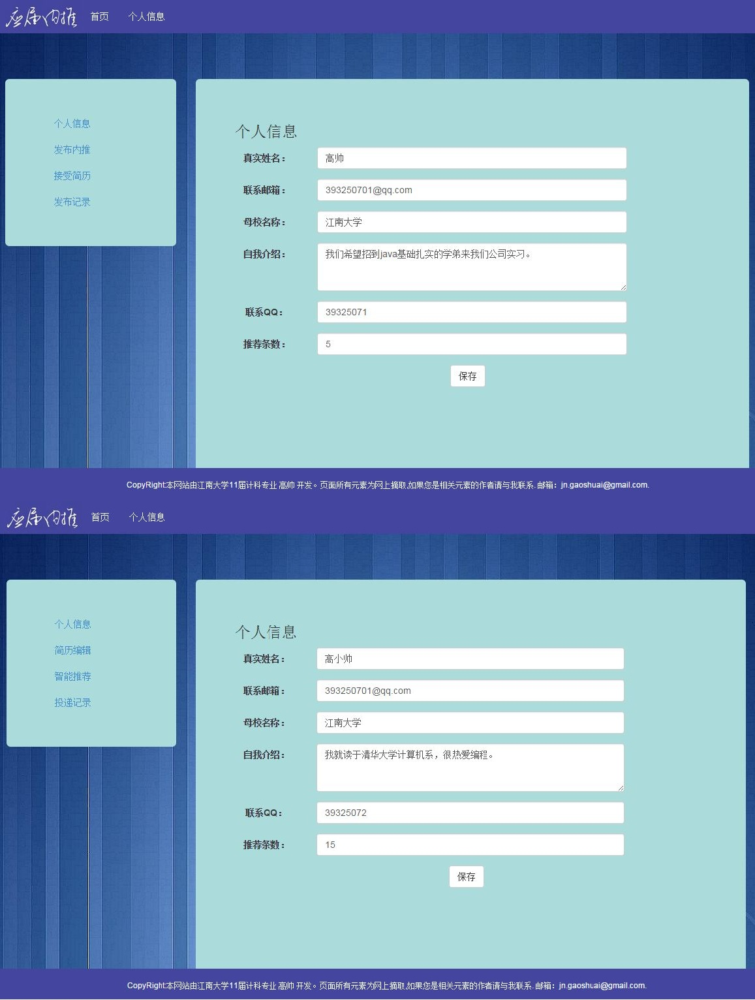 应届内推 首页 个人信息
个人信息
发布内推
接受简历
发布记录
个人信息
真实姓名： 高帅
联系邮箱： 393250701@qq.com
母校名称： 江南大学
自我介绍： 我们希望招到java基础扎实的学弟来我们公司实习。
联系QQ： 39325071
推荐条数： 5
保存
CopyRight:本网站由江南大学11届计科专业 高帅 开发。页面所有元素为网上摘取,如果您是相关元素的作者请与我联系. 邮箱：jn.gaoshuai@gmail.com.
应届内推 首页 个人信息
个人信息
简历编辑
智能推荐
投递记录
个人信息
真实姓名： 高小帅
联系邮箱： 393250701@qq.com
母校名称： 江南大学
自我介绍： 我就读于清华大学计算机系，很热爱编程。
联系QQ： 39325072
推荐条数： 15
保存
CopyRight:本网站由江南大学11届计科专业 高帅 开发。页面所有元素为网上摘取,如果您是相关元素的作者请与我联系. 邮箱：jn.gaoshuai@gmail.com.